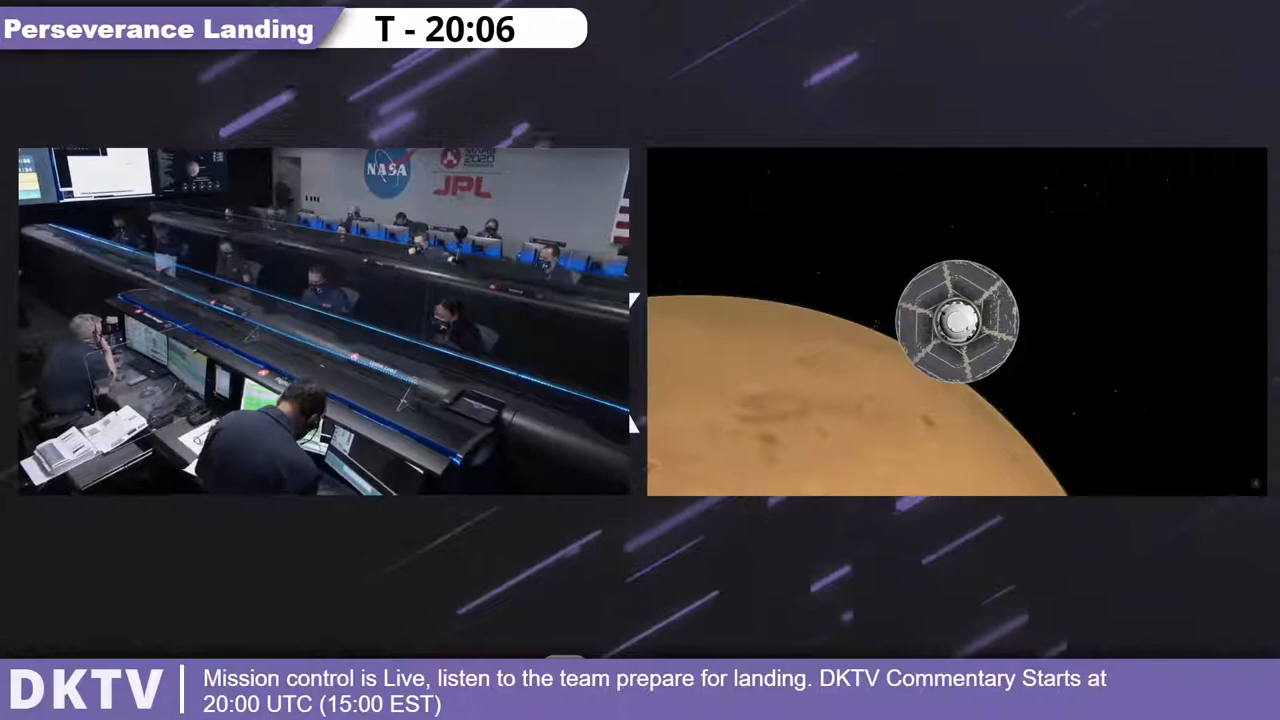 Perseverance Landing
T - 20:06
NASA
2020
JPL
DKTV
Mission control is Live, listen to the team prepare for landing. DKTV Commentary Starts at
20:00 UTC (15:00 EST)